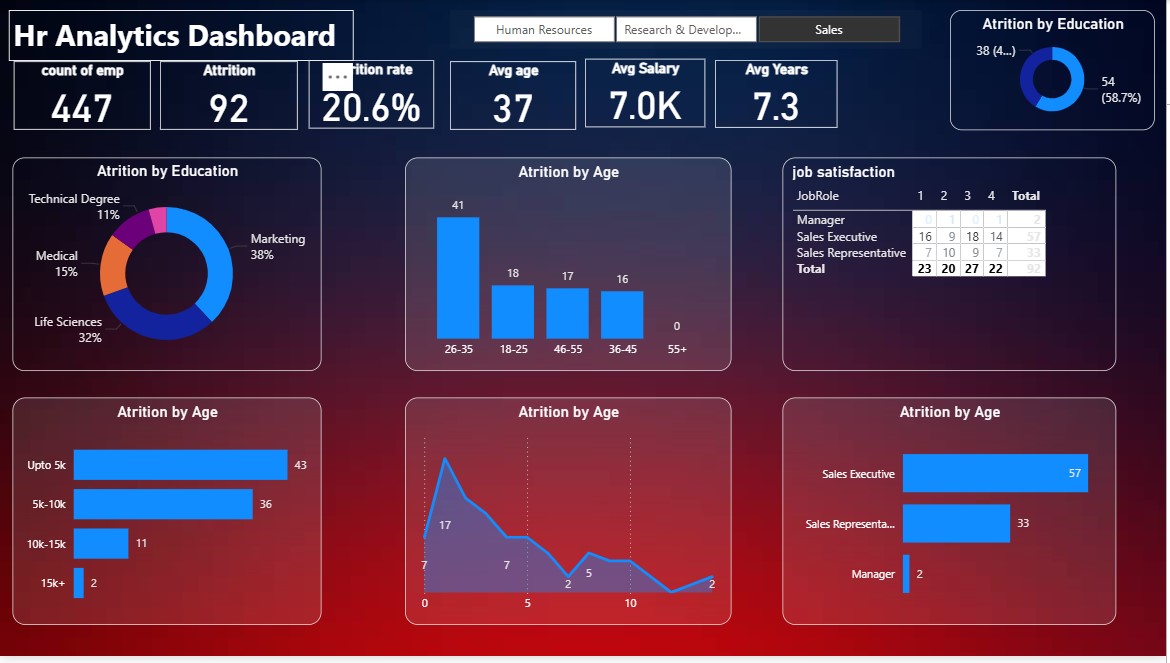 Hr Analytics Dashboard
Human Resources
Research & Develop...
Sales
count of emp
447
Attrition
92
...
rition rate
20.6%
Avg age
37
Avg Salary
7.0K
Avg Years
7.3
Atrition by Education
38 (4...)
54
(58.7%)
Atrition by Education
Technical Degree
11%
Marketing
38%
Medical
15%
Life Sciences
32%
Atrition by Age
41
18
17
16
0
26-35 18-25 46-55 36-45 55+
job satisfaction
JobRole 1 2 3 4 Total
Manager 0 1 0 1 2
Sales Executive 16 9 18 14 57
Sales Representative 7 10 9 7 33
Total 23 20 27 22 92
Atrition by Age
Upto 5k 43
5k-10k 36
10k-15k 11
15k+ 2
Atrition by Age
17
7
7
5
2
2
0 5 10
Atrition by Age
Sales Executive 57
Sales Representa... 33
Manager 2